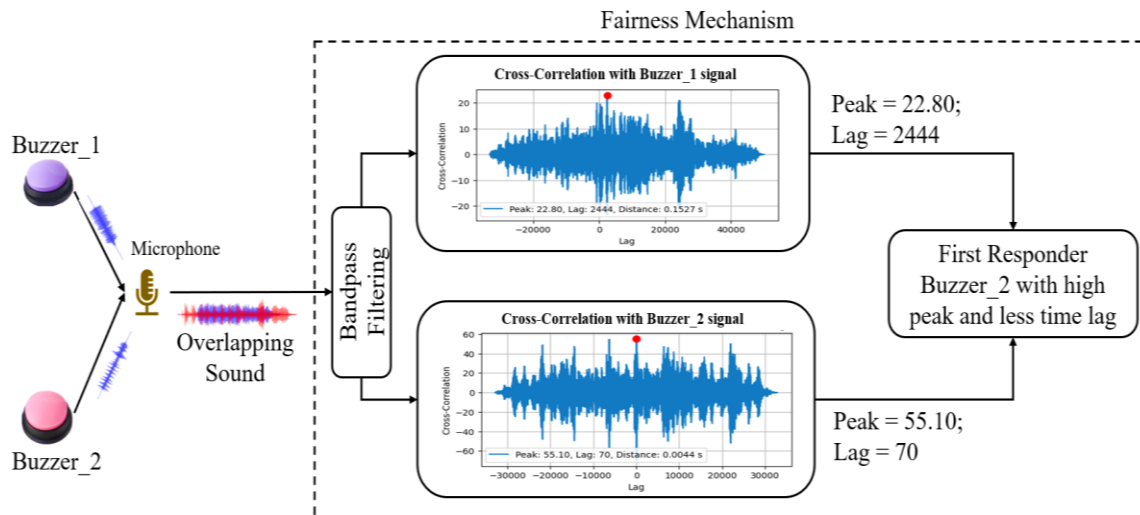 Fairness Mechanism
Buzzer_1
Microphone
Overlapping
Sound
Buzzer_2
Bandpass
Filtering
Cross-Correlation with Buzzer_1 signal
Cross-Correlation
20
10
0
−10
−20
Peak: 22.80, Lag: 2444, Distance: 0.1527 s
−20000
0
20000
40000
Lag
Peak = 22.80;
Lag = 2444
Cross-Correlation with Buzzer_2 signal
Cross-Correlation
60
40
20
0
−20
−40
−60
Peak: 55.10, Lag: 70, Distance: 0.0044 s
−30000
−20000
−10000
0
10000
20000
30000
Lag
Peak = 55.10;
Lag = 70
First Responder
Buzzer_2 with high
peak and less time lag